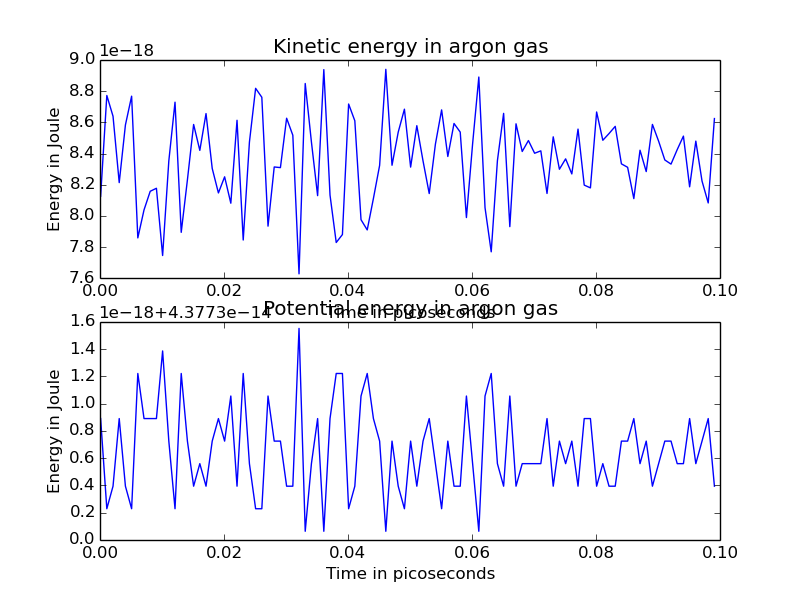 Kinetic energy in argon gas
1e−18
9.0
8.8
8.6
8.4
8.2
8.0
7.8
7.6
Energy in Joule
0.00 0.02 0.04 0.06 0.08 0.10
Time in picoseconds
Potential energy in argon gas
1e−18+4.3773e−14
1.6
1.4
1.2
1.0
0.8
0.6
0.4
0.2
0.0
Energy in Joule
0.00 0.02 0.04 0.06 0.08 0.10
Time in picoseconds